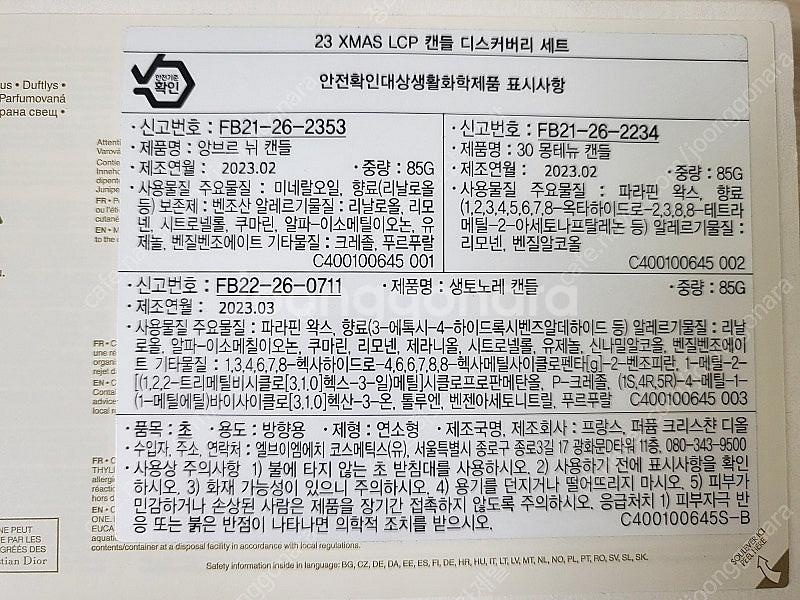 23 XMAS LCP 캔들 디스커버리 세트
안전기준
확인
안전확인대상생활화학제품 표시사항
· 신고번호 : FB21-26-2353
· 제품명 : 앙브르 뉘 캔들
· 제조연월 : 2023.02 · 중량 : 85G
· 사용물질 주요물질 : 미네랄오일, 향료(리날로올
등) 보존제 : 벤조산 알레르기물질 : 리날로올, 리모
넨, 시트로넬롤, 쿠마린, 알파-이소메틸이오논, 유
제놀, 벤질벤조에이트 기타물질 : 크레졸, 푸르푸랄
C400100645 001
· 신고번호 : FB21-26-2234
· 제품명 : 30 몽테뉴 캔들
· 제조연월 : 2023.02 · 중량 : 85G
· 사용물질 주요물질 : 파라핀 왁스, 향료
(1,2,3,4,5,6,7,8-옥타하이드로-2,3,8,8-테트라
메틸-2-아세토나프탈레논 등) 알레르기물질 :
리모넨, 벤질알코올
C400100645 002
· 신고번호 : FB22-26-0711 · 제품명 : 생토노레 캔들 · 중량 : 85G
· 제조연월 : 2023.03
· 사용물질 주요물질 : 파라핀 왁스, 향료(3-에톡시-4-하이드록시벤즈알데하이드 등) 알레르기물질 : 리날
로올, 알파-이소메칠이오논, 쿠마린, 리모넨, 제라니올, 시트로넬롤, 유제놀, 신나밀알코올, 벤질벤조에이
트 기타물질 : 1,3,4,6,7,8-헥사하이드로-4,6,6,7,8,8-헥사메틸사이클로펜타[g]-2-벤조피란, 1-메틸-2-
[(1,2,2-트리메틸비시클로[3.1.0]헥스-3-일)메틸]시클로프로판메탄올, P-크레졸, (1S,4R,5R)-4-메틸-1-
(1-메틸에틸)바이사이클로[3.1.0]헥산-3-온, 톨루엔, 벤젠아세토니트릴, 푸르푸랄 C400100645 003
· 품목 : 초 · 용도 : 방향용 · 제형 : 연소형 · 제조국명, 제조회사 : 프랑스, 퍼퓸 크리스챤 디올
· 수입자, 주소, 연락처 : 엘브이엠에치 코스메틱스(유), 서울특별시 종로구 종로3길 17 광화문D타워 11층, 080-343-9500
· 사용상 주의사항 1) 불에 타지 않는 초 받침대를 사용하시오. 2) 사용하기 전에 표시사항을 확인
하시오. 3) 화재 가능성이 있으니 주의하시오. 4) 용기를 던지거나 떨어뜨리지 마시오. 5) 피부가
민감하거나 손상된 사람은 제품을 장기간 접촉하지 않도록 주의하시오. 응급처치 1) 피부자극 반
응 또는 붉은 반점이 나타나면 의학적 조치를 받으시오. C400100645S-B
us • Duftlys •
Parfumovaná
рана свещ •
contents/container at a disposal facility in accordance with local regulations.
Safety information inside in language: BG, CZ, DE, DA, EE, ES, FI, DE, HR, HU, IT, LT, LV, MT, NL, NO, PL, PT, RO, SV, SL, SK.
NE PEUT
E PAR LES
GRÉÉS DES
stian Dior
SOULEVER ICI
PEEL HERE
joonggonara